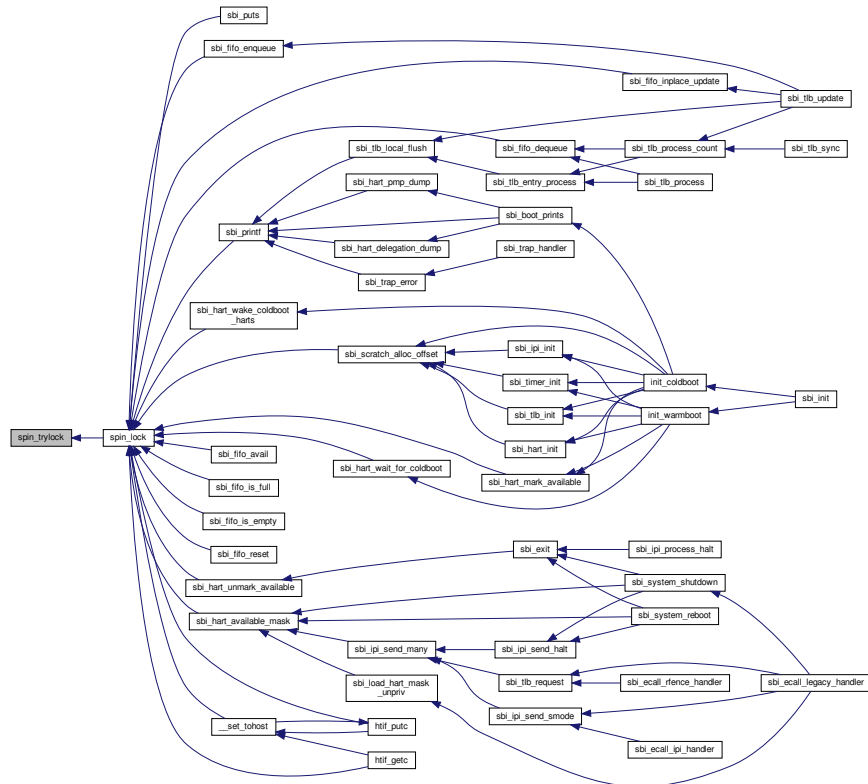 sbi_puts
sbi_fifo_enqueue
sbi_fifo_inplace_update
sbi_tlb_update
sbi_tlb_local_flush
sbi_fifo_dequeue
sbi_tlb_process_count
sbi_tlb_sync
sbi_hart_pmp_dump
sbi_tlb_entry_process
sbi_tlb_process
sbi_boot_prints
sbi_printf
sbi_hart_delegation_dump
sbi_trap_handler
sbi_trap_error
sbi_hart_wake_coldboot
_harts
sbi_scratch_alloc_offset
sbi_ipi_init
sbi_timer_init
init_coldboot
sbi_init
sbi_tlb_init
init_warmboot
spin_trylock
spin_lock
sbi_hart_init
sbi_fifo_avail
sbi_hart_wait_for_coldboot
sbi_hart_mark_available
sbi_fifo_is_full
sbi_fifo_is_empty
sbi_fifo_reset
sbi_exit
sbi_ipi_process_halt
sbi_hart_unmark_available
sbi_system_shutdown
sbi_hart_available_mask
sbi_system_reboot
sbi_ipi_send_many
sbi_ipi_send_halt
sbi_load_hart_mask
_unpriv
sbi_tlb_request
sbi_ecall_rfence_handler
sbi_ecall_legacy_handler
sbi_ipi_send_smode
__set_tohost
htif_putc
sbi_ecall_ipi_handler
htif_getc